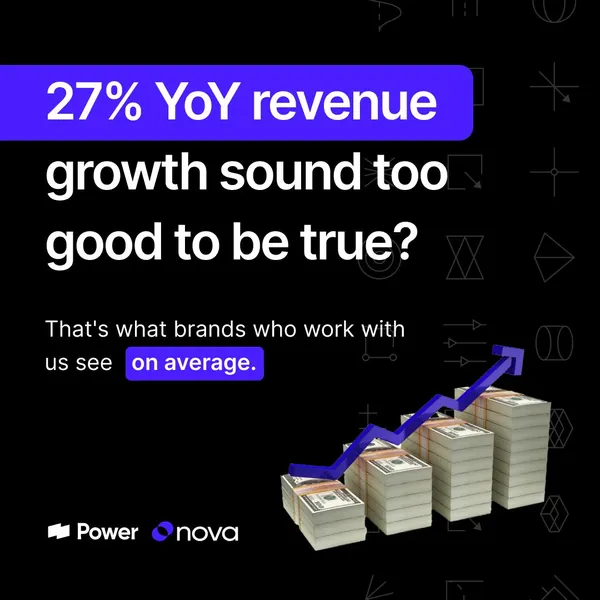 27% YoY revenue
growth sound too
good to be true?
That's what brands who work with
us see on average.
Power nova